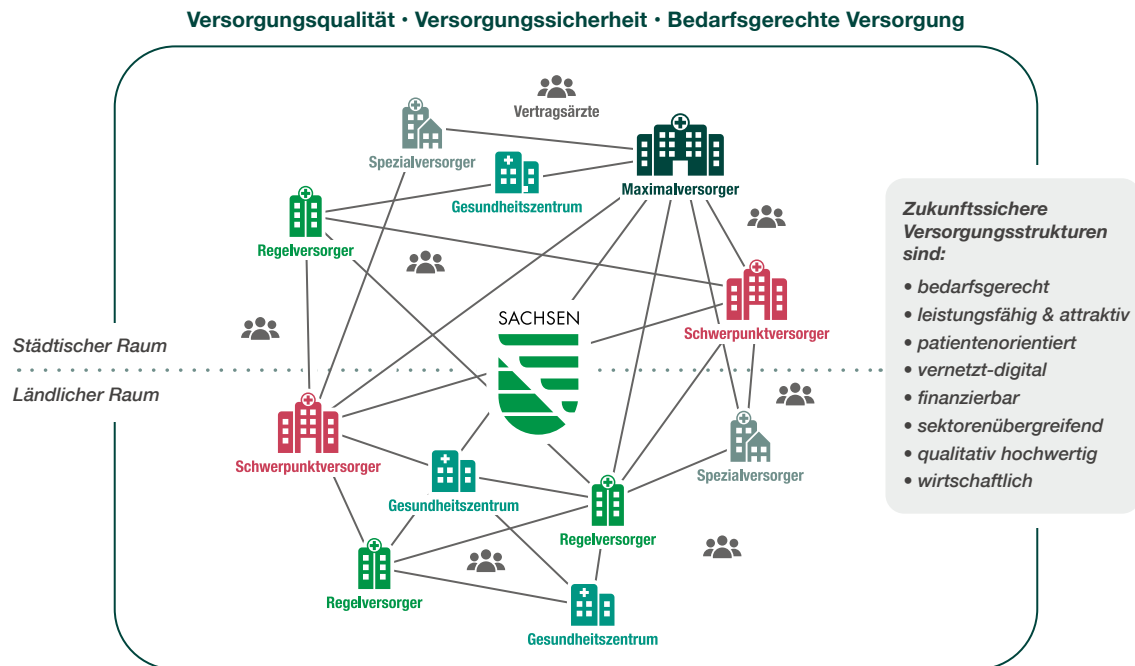 Versorgungsqualität · Versorgungssicherheit · Bedarfsgerechte Versorgung
Vertragsärzte
Spezialversorger
Maximalversorger
Gesundheitszentrum
Regelversorger
Zukunftssichere
Versorgungsstrukturen
sind:
• bedarfsgerecht
• leistungsfähig & attraktiv
• patientenorientiert
• vernetzt-digital
• finanzierbar
• sektorenübergreifend
• qualitativ hochwertig
• wirtschaftlich
SACHSEN
Schwerpunktversorger
Städtischer Raum
Ländlicher Raum
Schwerpunktversorger
Spezialversorger
Gesundheitszentrum
Regelversorger
Regelversorger
Gesundheitszentrum